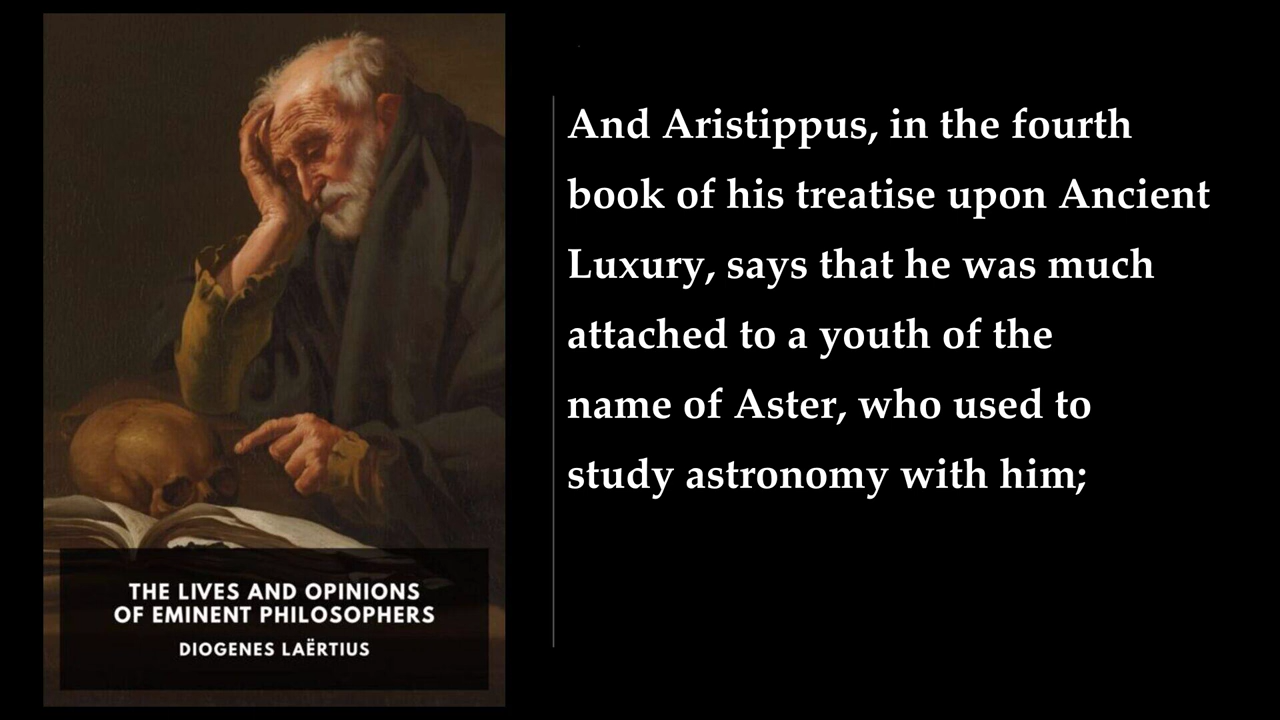 And Aristippus, in the fourth
book of his treatise upon Ancient
Luxury, says that he was much
attached to a youth of the
name of Aster, who used to
study astronomy with him;
THE LIVES AND OPINIONS
OF EMINENT PHILOSOPHERS
DIOGENES LAËRTIUS